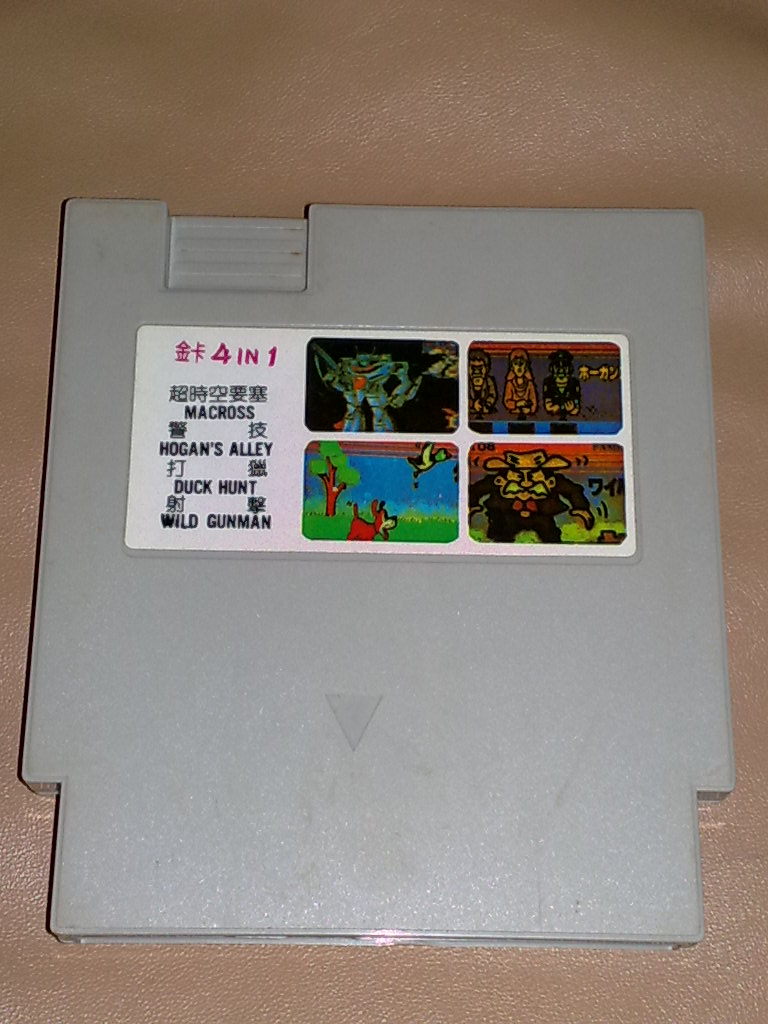 金卡 4 IN 1
超時空要塞
MACROSS
警技
HOGAN'S ALLEY
打獵
DUCK HUNT
射擊
WILD GUNMAN
ホーガン